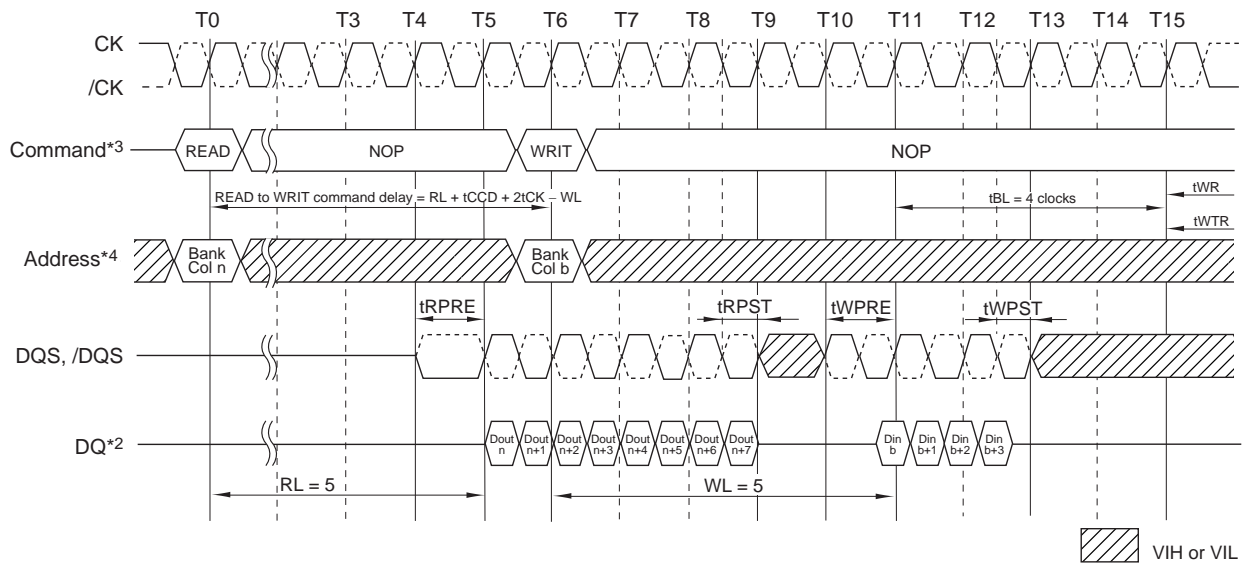 T0 T3 T4 T5 T6 T7 T8 T9 T10 T11 T12 T13 T14 T15
CK
/CK
Command*3 READ NOP WRIT NOP
READ to WRIT command delay = RL + tCCD + 2tCK – WL
tBL = 4 clocks
tWR
tWTR
Address*4
Bank
Col n
Bank
Col b
tRPRE tRPST tWPRE tWPST
DQS, /DQS
DQ*2
Dout
n
Dout
n+1
Dout
n+2
Dout
n+3
Dout
n+4
Dout
n+5
Dout
n+6
Dout
n+7
Din
b
Din
b+1
Din
b+2
Din
b+3
RL = 5 WL = 5
VIH or VIL